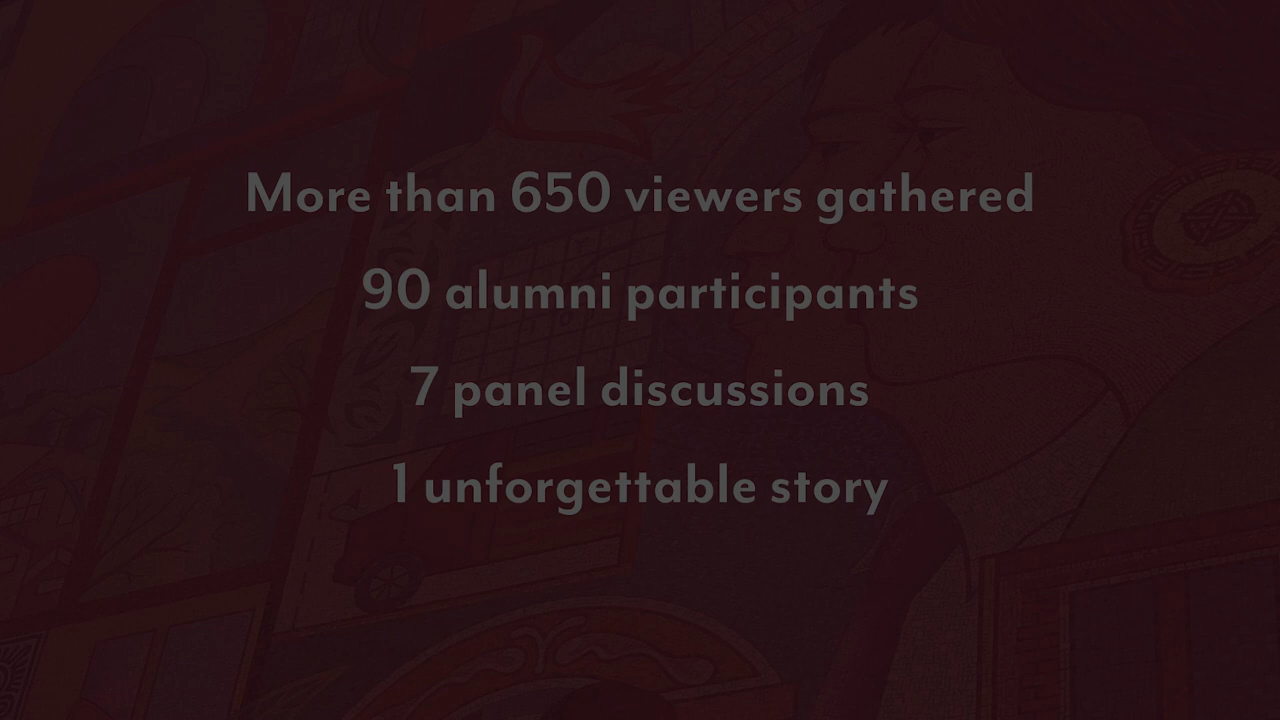 More than 650 viewers gathered
90 alumni participants
7 panel discussions
1 unforgettable story